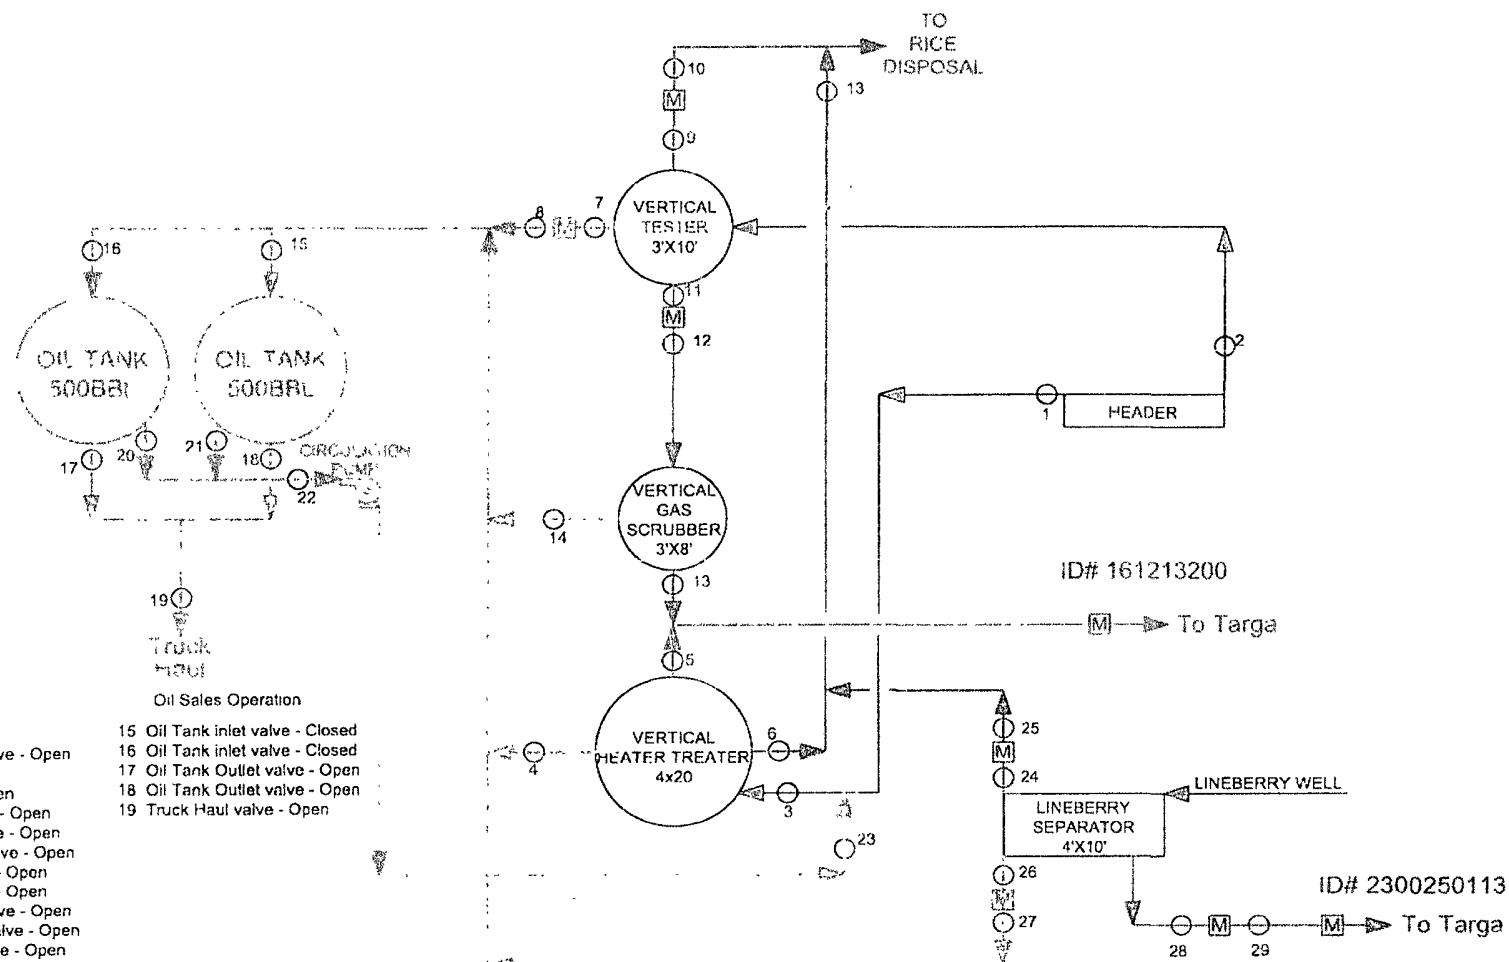 TO
RICE
DISPOSAL
10
M
13
9
VERTICAL
TESTER
3'X10'
7
8
M
16
15
11
M
12
2
OIL TANK
500BBL
OIL TANK
500BBL
1
HEADER
17
20
21
18
CIRCULATION
PUMP
22
VERTICAL
GAS
SCRUBBER
3'X8'
14
13
ID# 161213200
19
M
To Targa
Truck
Haul
5
Oil Sales Operation
15 Oil Tank inlet valve - Closed
16 Oil Tank inlet valve - Closed
17 Oil Tank Outlet valve - Open
18 Oil Tank Outlet valve - Open
19 Truck Haul valve - Open
ve - Open
en
- Open
e - Open
ve - Open
- Open
- Open
ve - Open
alve - Open
e - Open
VERTICAL
HEATER TREATER
4x20
4
6
3
23
25
M
24
LINEBERRY WELL
LINEBERRY
SEPARATOR
4'X10'
26
M
27
ID# 2300250113
28
M
29
M
To Targa